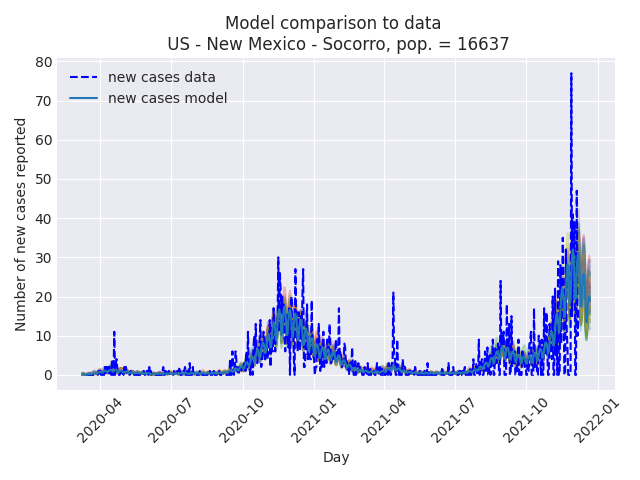 Model comparison to data
US - New Mexico - Socorro, pop. = 16637
new cases data
new cases model
Number of new cases reported
80
70
60
50
40
30
20
10
0
2020-04
2020-07
2020-10
2021-01
2021-04
2021-07
2021-10
2022-01
Day